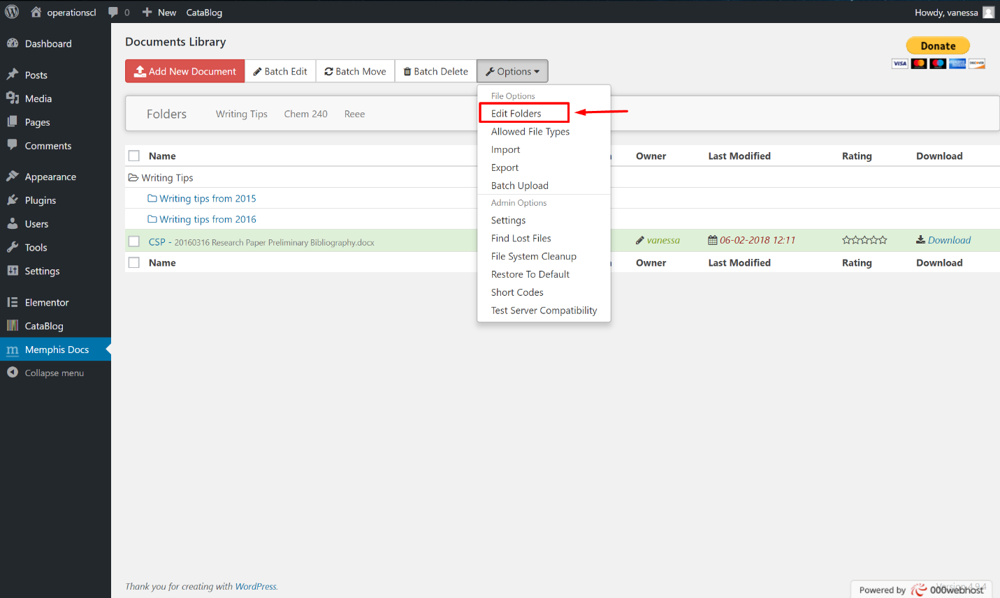 operationscl 0 New CataBlog Howdy, vanessa
Dashboard
Posts
Media
Pages
Comments
Appearance
Plugins
Users
Tools
Settings
Elementor
CataBlog
m Memphis Docs
Collapse menu
Documents Library
Donate
VISA DISCOVER
Add New Document Batch Edit Batch Move Batch Delete Options
Folders Writing Tips Chem 240 Reee
File Options
Edit Folders
Allowed File Types
Import
Export
Batch Upload
Admin Options
Settings
Find Lost Files
File System Cleanup
Restore To Default
Short Codes
Test Server Compatibility
Name Owner Last Modified Rating Download
Writing Tips
Writing tips from 2015
Writing tips from 2016
CSP - 20160316 Research Paper Preliminary Bibliography.docx vanessa 06-02-2018 12:11 Download
Name Owner Last Modified Rating Download
Thank you for creating with WordPress.
Version 4.9.4
Powered by 000webhost